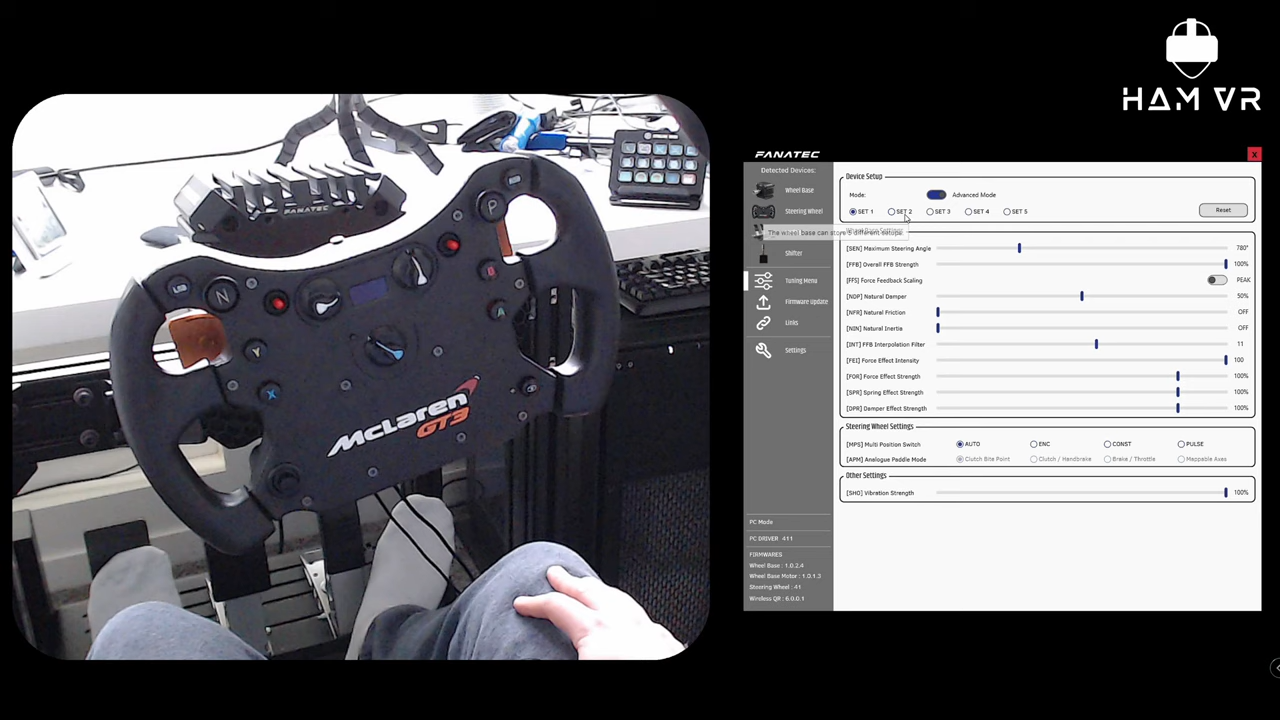 HAM VR
FANATEC
X
Detected Devices:
Wheel Base
Steering Wheel
Shifter
Tuning Menu
Firmware Update
Links
Settings
PC Mode
PC DRIVER 411
FIRMWARES
Wheel Base : 1.0.2.4
Wheel Base Motor : 1.0.1.3
Steering Wheel : 41
Wireless QR : 6.0.0.1
Device Setup
Mode: Advanced Mode
SET 1 SET 2 SET 3 SET 4 SET 5 Reset
The wheel base can store 5 different setups.
[SEN] Maximum Steering Angle 780°
[FFB] Overall FFB Strength 100%
[FFS] Force Feedback Scaling PEAK
[NDP] Natural Damper 50%
[NFR] Natural Friction OFF
[NIN] Natural Inertia OFF
[INT] FFB Interpolation Filter 11
[FEI] Force Effect Intensity 100
[FOR] Force Effect Strength 100%
[SPR] Spring Effect Strength 100%
[DPR] Damper Effect Strength 100%
Steering Wheel Settings
[MPS] Multi Position Switch AUTO ENC CONST PULSE
[APM] Analogue Paddle Mode Clutch Bite Point Clutch / Handbrake Brake / Throttle Mappable Axes
Other Settings
[SHO] Vibration Strength 100%
FANATEC
P
N
B
A
Y
X
McLaren
GT3